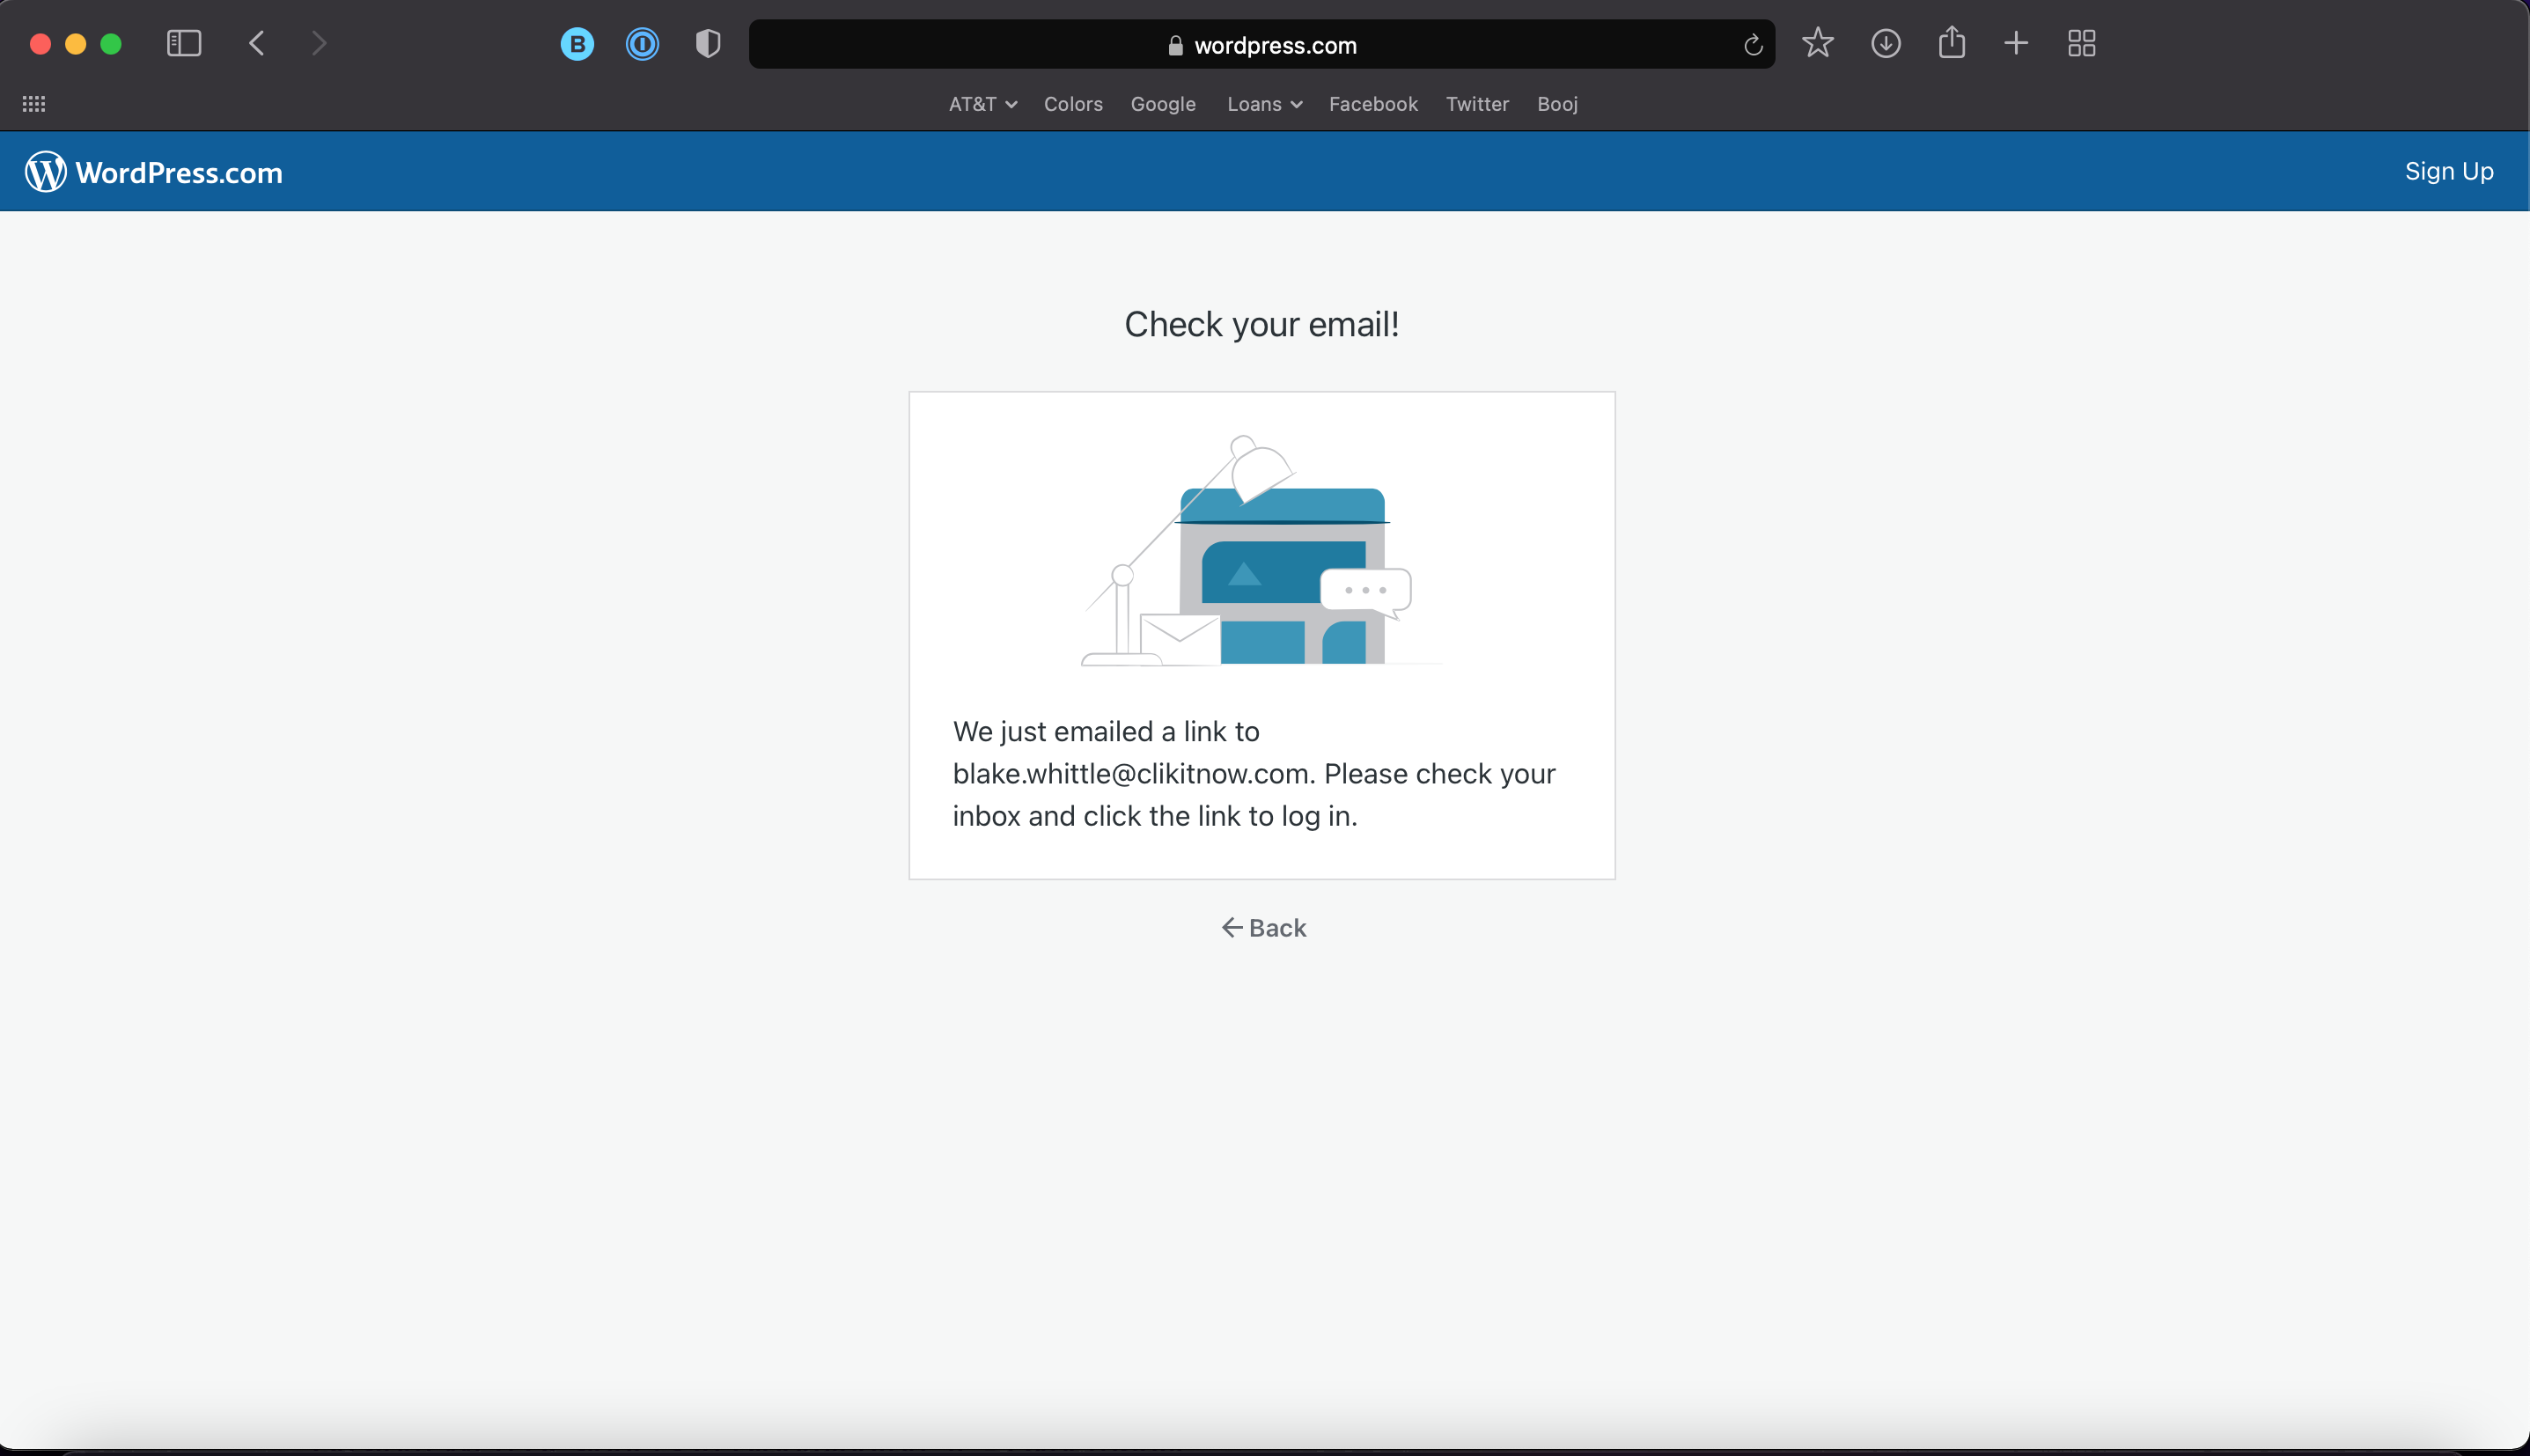 B
wordpress.com
AT&T Colors Google Loans Facebook Twitter Booj
W WordPress.com
Sign Up
Check your email!
We just emailed a link to
blake.whittle@clikitnow.com. Please check your
inbox and click the link to log in.
Back